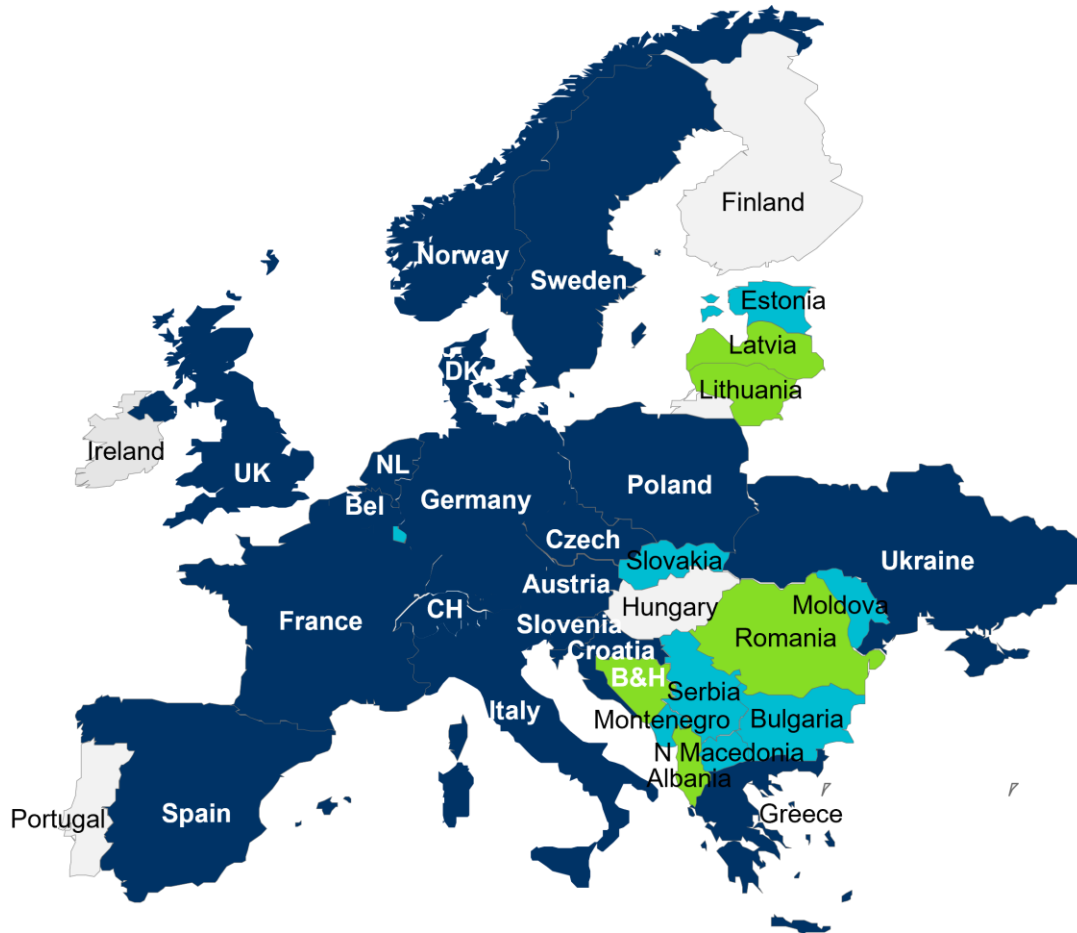 Finland
Norway
Sweden
Estonia
Latvia
DK
Lithuania
Ireland
UK
NL
Poland
Germany
Bel
Czech
Slovakia
Ukraine
Austria
Hungary
Moldova
CH
France
Slovenia
Romania
Croatia
B&H
Serbia
Italy
Montenegro
Bulgaria
N Macedonia
Albania
Portugal
Spain
Greece